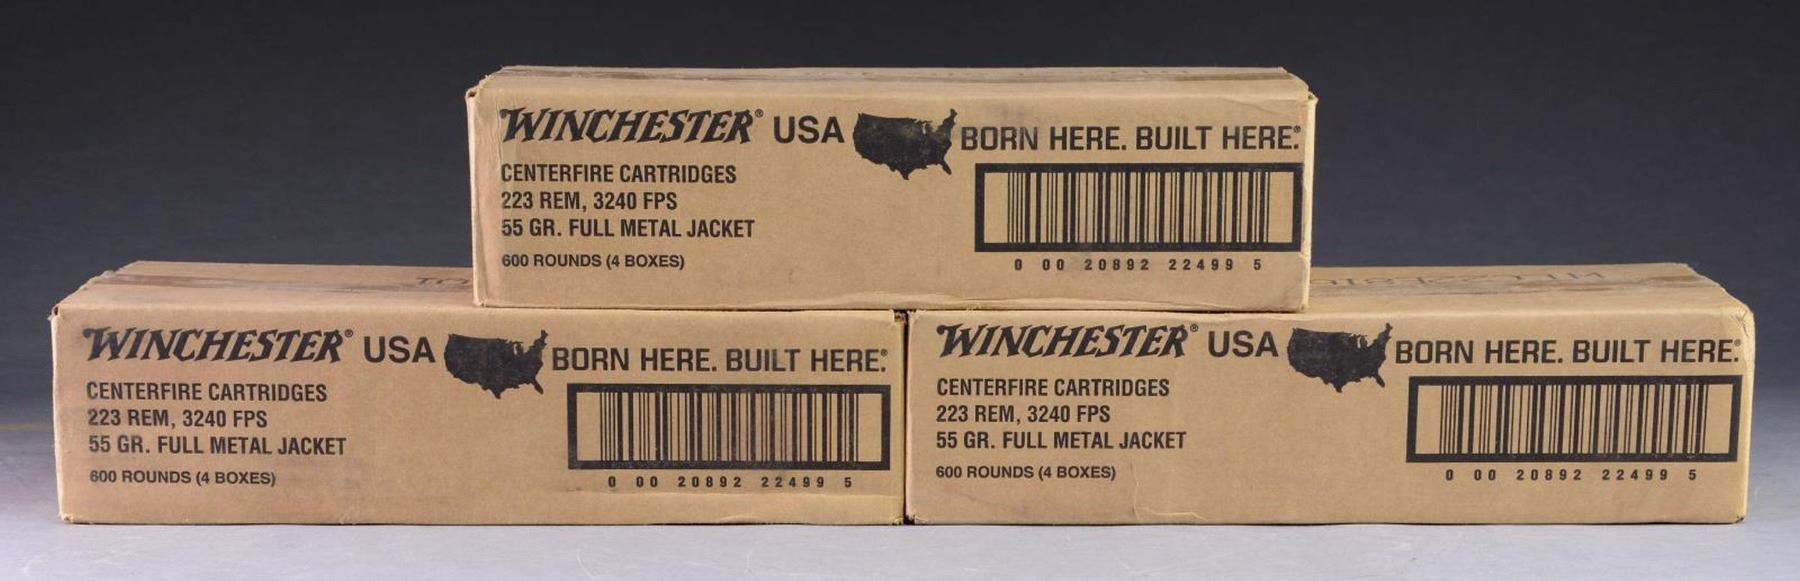 WINCHESTER® USA BORN HERE. BUILT HERE.®
CENTERFIRE CARTRIDGES
223 REM, 3240 FPS
55 GR. FULL METAL JACKET
600 ROUNDS (4 BOXES)
0 00 20892 22499 5
WINCHESTER® USA BORN HERE. BUILT HERE.®
CENTERFIRE CARTRIDGES
223 REM, 3240 FPS
55 GR. FULL METAL JACKET
600 ROUNDS (4 BOXES)
0 00 20892 22499 5
WINCHESTER® USA BORN HERE. BUILT HERE.®
CENTERFIRE CARTRIDGES
223 REM, 3240 FPS
55 GR. FULL METAL JACKET
600 ROUNDS (4 BOXES)
0 00 20892 22499 5